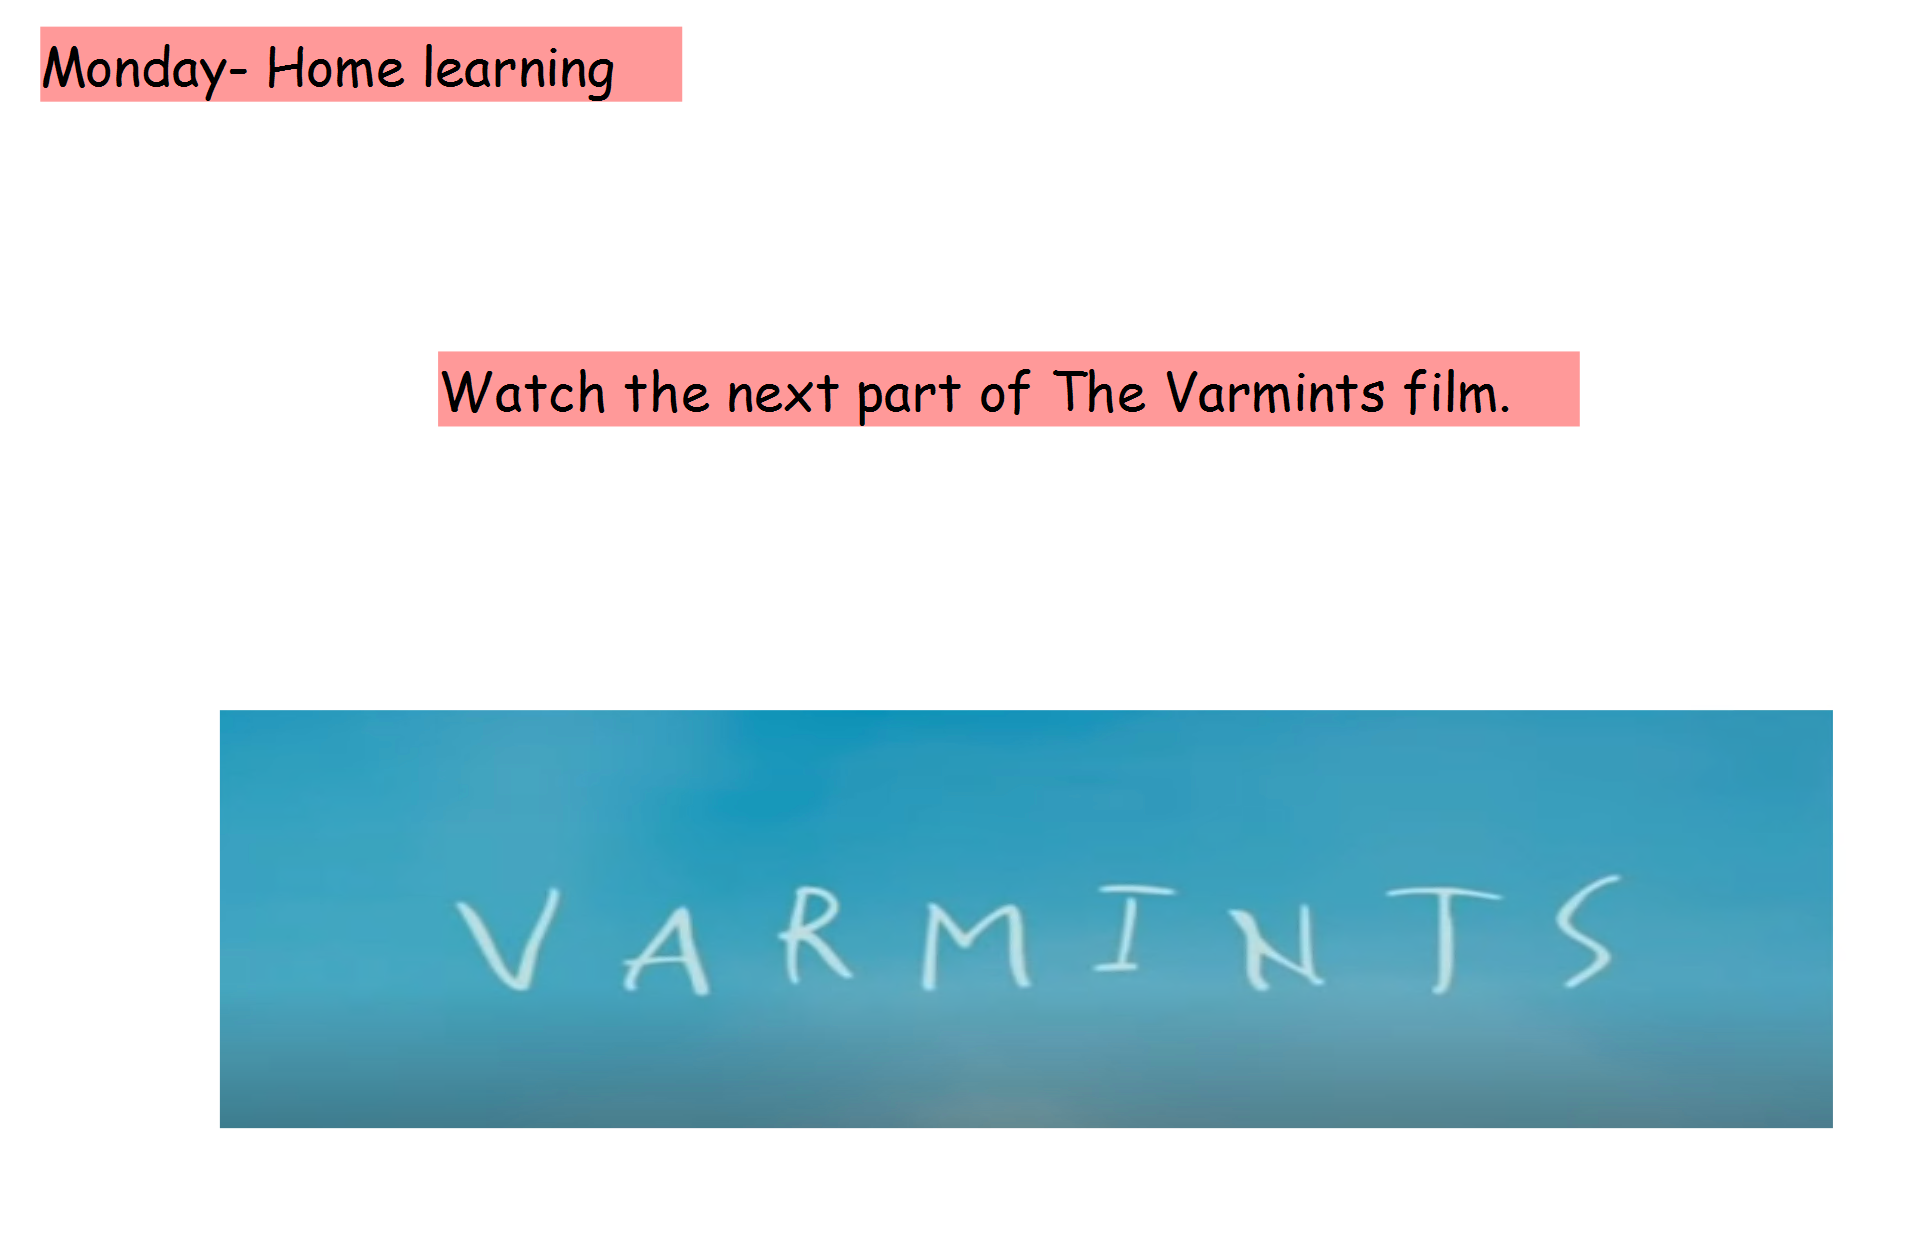 Monday- Home learning
Watch the next part of The Varmints film.
VARMINTS